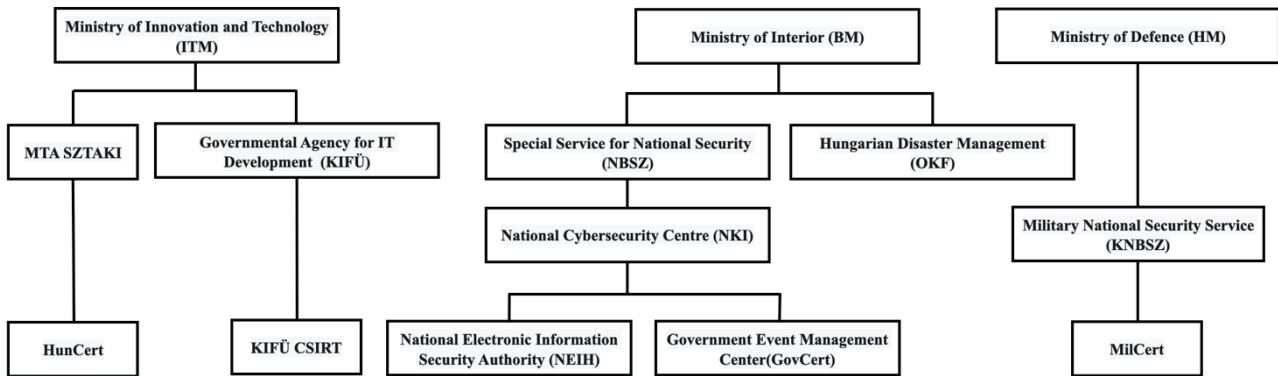 Ministry of Innovation and Technology
(ITM)
Ministry of Interior (BM)
Ministry of Defence (HM)
MTA SZTAKI
Governmental Agency for IT
Development (KIFÜ)
Special Service for National Security
(NBSZ)
Hungarian Disaster Management
(OKF)
National Cybersecurity Centre (NKI)
Military National Security Service
(KNBSZ)
HunCert
KIFÜ CSIRT
National Electronic Information
Security Authority (NEIH)
Government Event Management
Center(GovCert)
MilCert